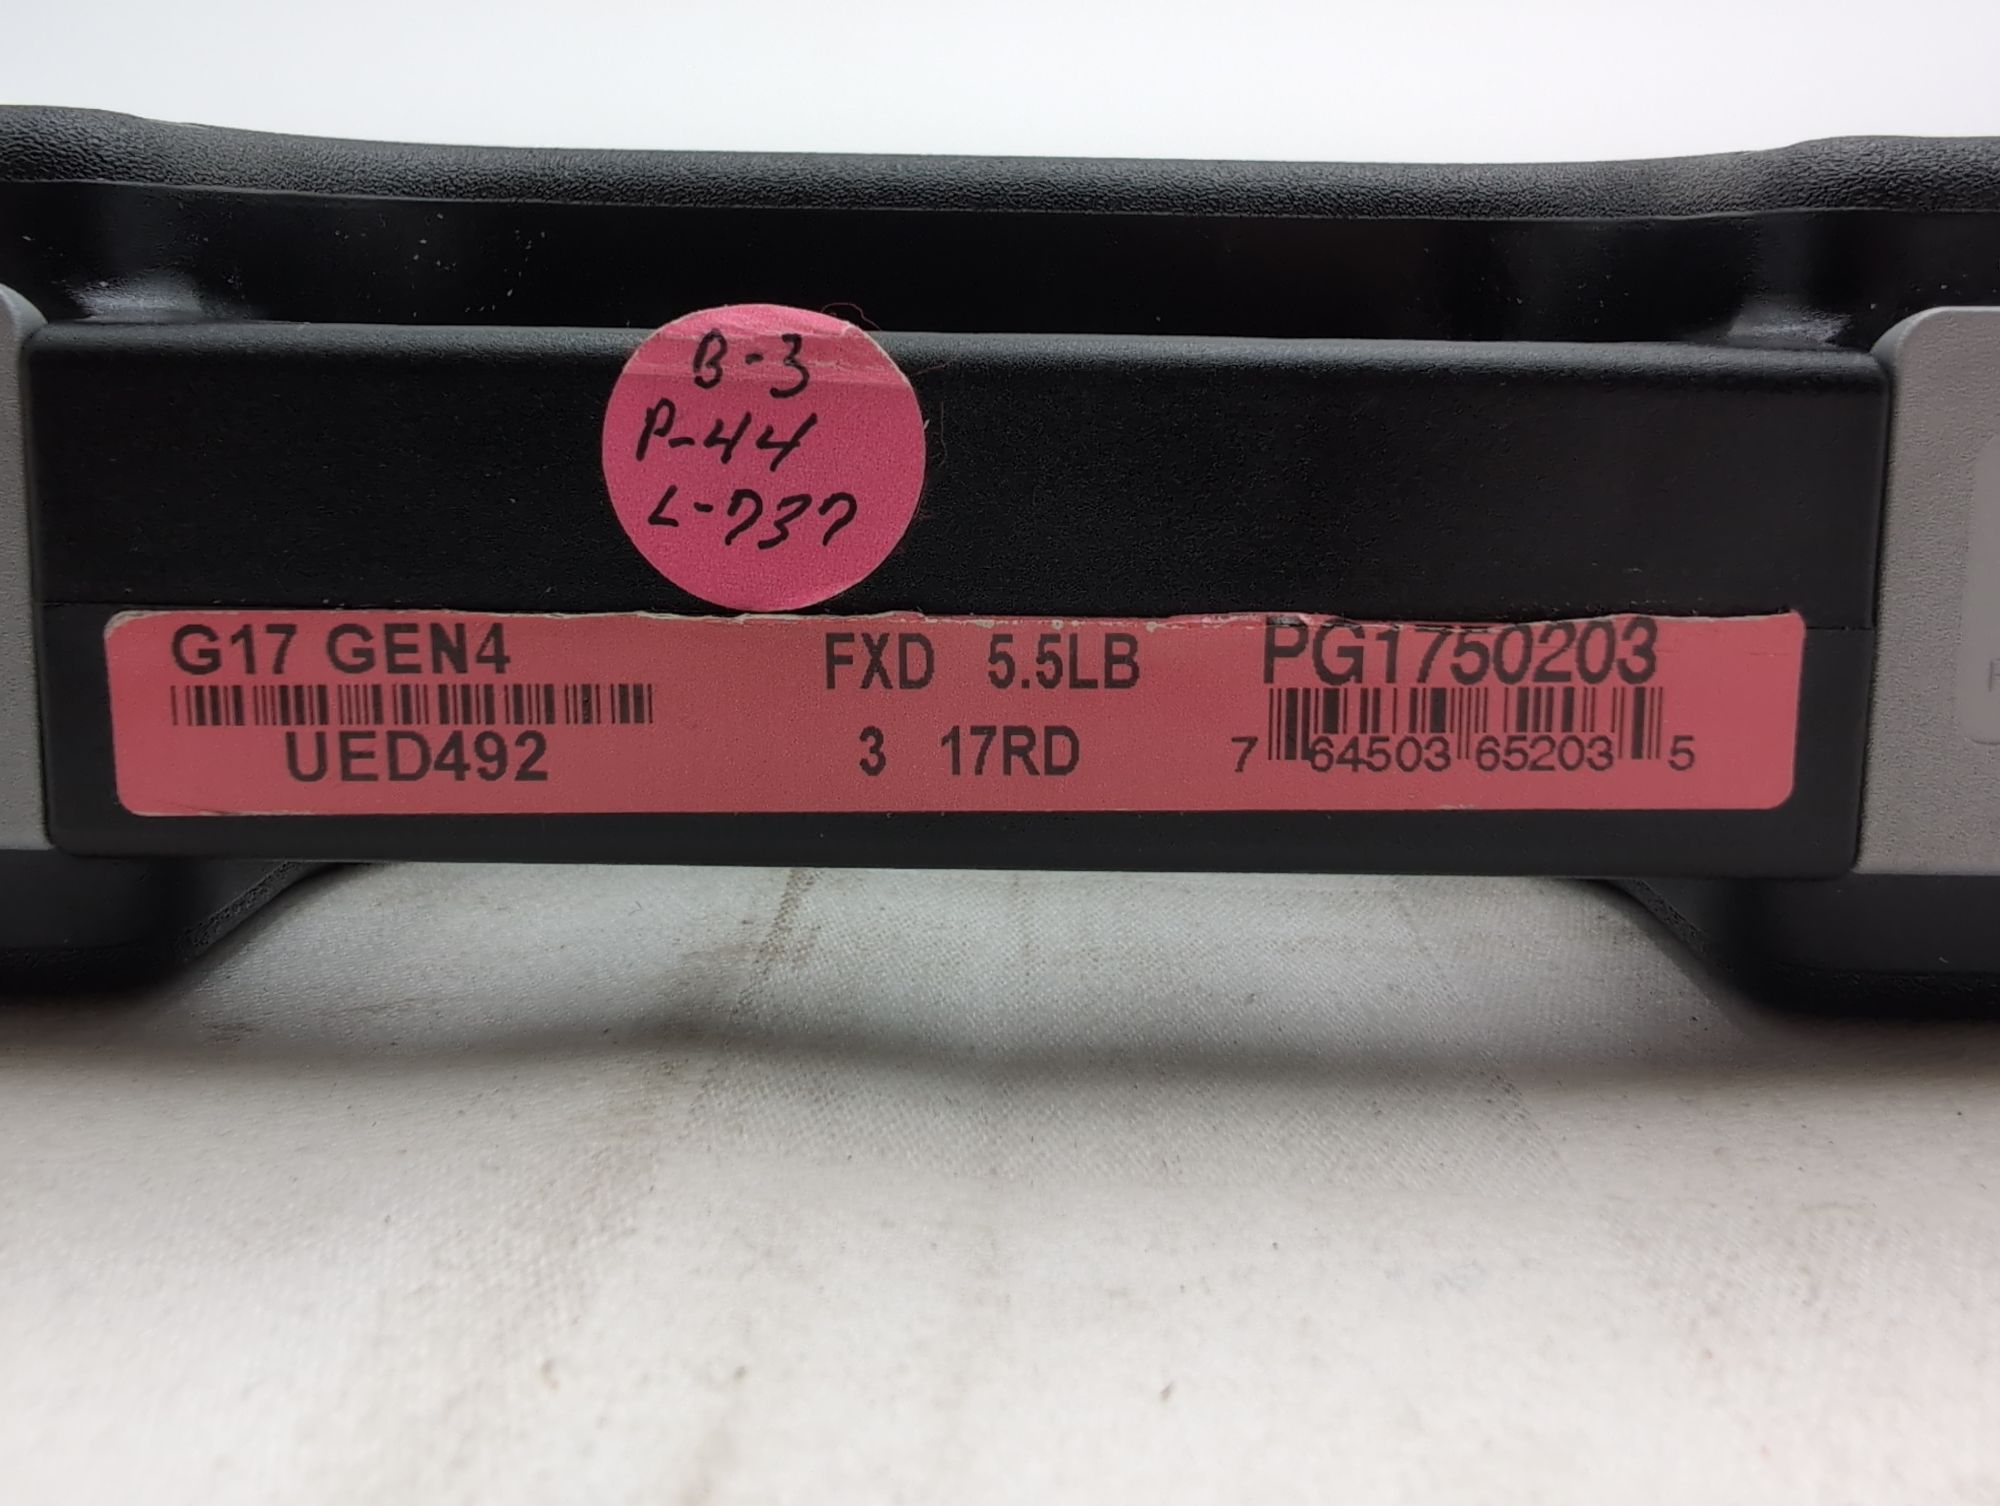 B-3
P-44
L-737
G17 GEN4 FXD 5.5LB PG1750203
UED492 3 17RD 7 64503 65203 5